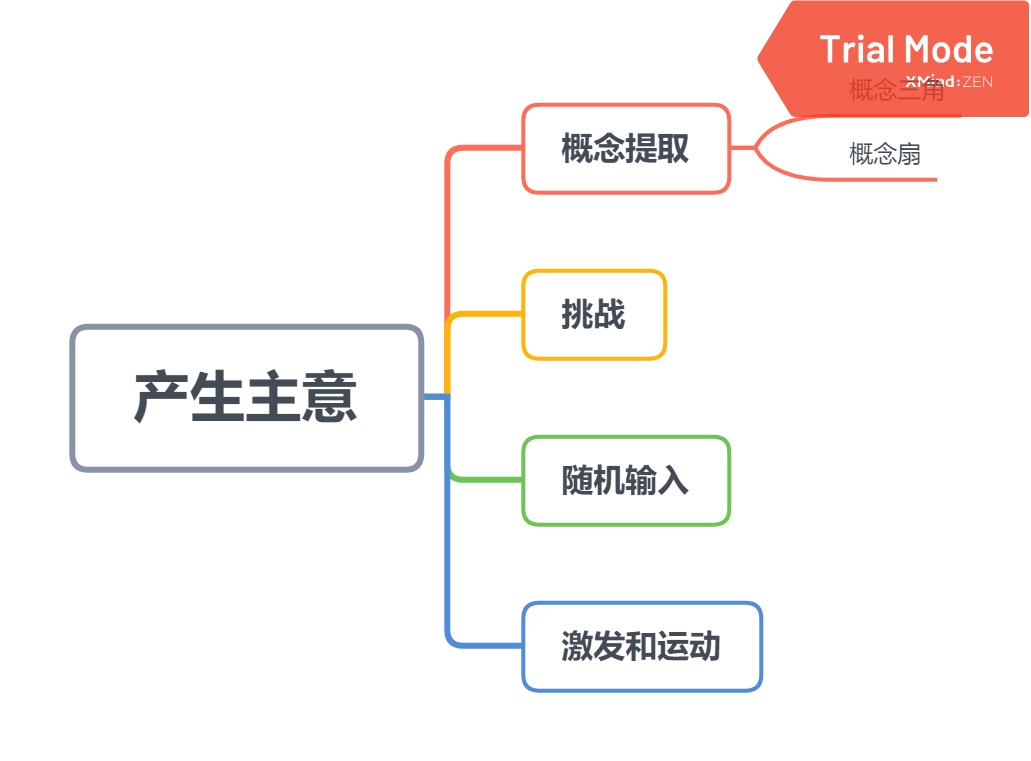 Trial Mode
XMind:ZEN
概念三角
概念提取
概念扇
挑战
产生主意
随机输入
激发和运动